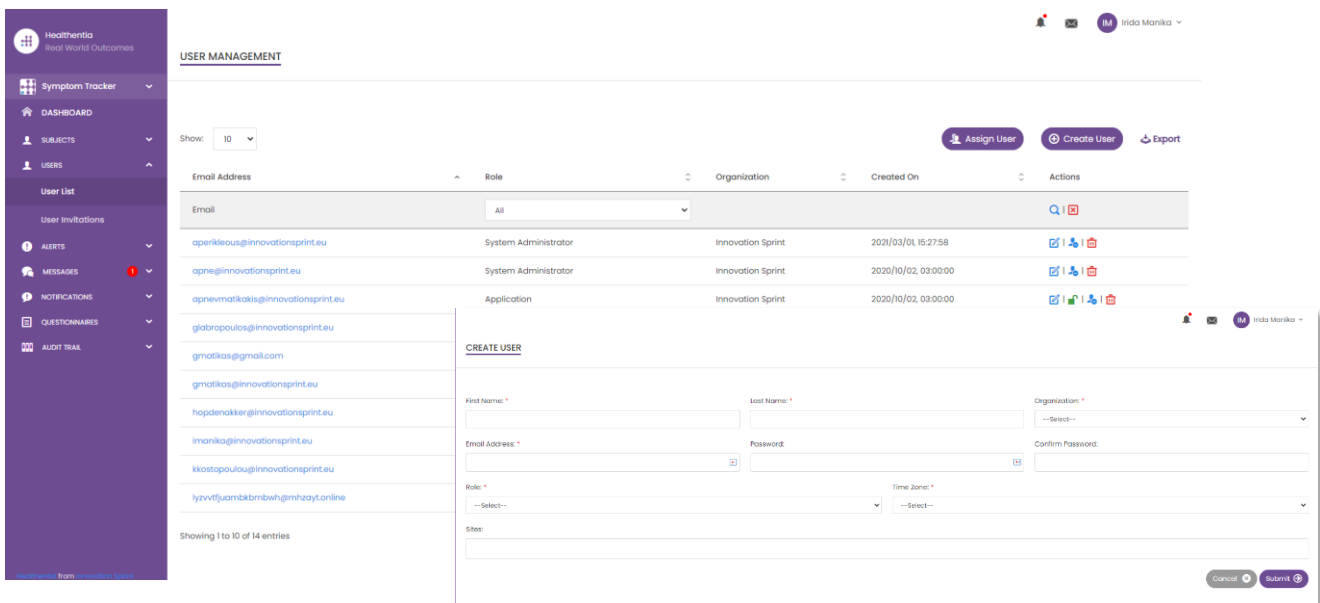 Healthentia
Real World Outcomes
IM Irida Manika
USER MANAGEMENT
Symptom Tracker
DASHBOARD
SUBJECTS
USERS
User List
User Invitations
ALERTS
MESSAGES 1
NOTIFICATIONS
QUESTIONNAIRES
AUDIT TRAIL
Healthentia from Innovation Sprint
Show: 10
Assign User
Create User
Export
Email Address Role Organization Created On Actions
Email All
aperikleous@innovationsprint.eu System Administrator Innovation Sprint 2021/03/01, 15:27:58
apne@innovationsprint.eu System Administrator Innovation Sprint 2020/10/02, 03:00:00
apnevmatikakis@innovationsprint.eu Application Innovation Sprint 2020/10/02, 03:00:00
glabropoulos@innovationsprint.eu
gmatikas@gmail.com
gmatikas@innovationsprint.eu
hopdenakker@innovationsprint.eu
imanika@innovationsprint.eu
kkostopoulou@innovationsprint.eu
lyzvvtfjuambkbmbwh@mhzayt.online
Showing 1 to 10 of 14 entries
IM Irida Manika
CREATE USER
First Name: * Last Name: * Organization: *
--Select--
Email Address: * Password: Confirm Password:
Role: * Time Zone: *
--Select-- --Select--
Sites:
Cancel Submit